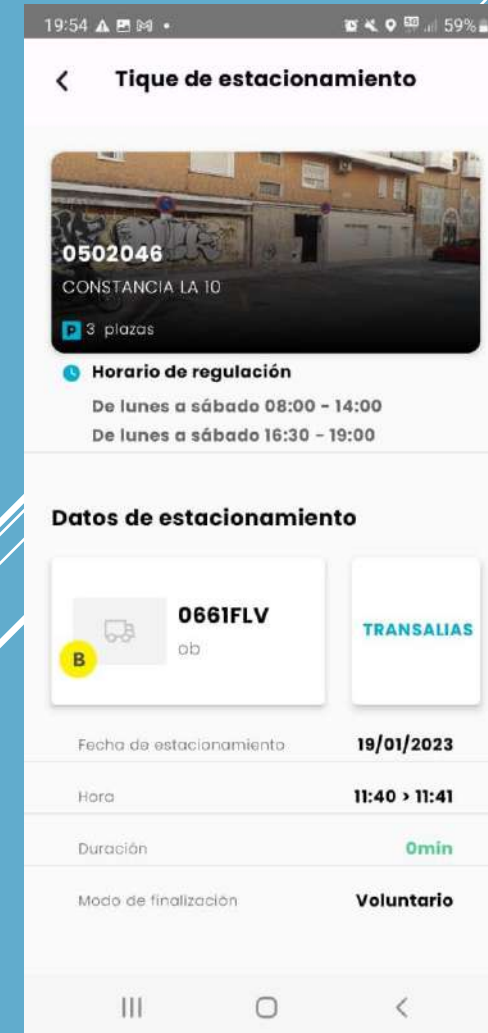 19:54
5G 59%
Tique de estacionamiento
0502046
CONSTANCIA LA 10
P 3 plazas
Horario de regulación
De lunes a sábado 08:00 - 14:00
De lunes a sábado 16:30 - 19:00
Datos de estacionamiento
0661FLV
ob
B
TRANSALIAS
Fecha de estacionamiento 19/01/2023
Hora 11:40 > 11:41
Duración 0min
Modo de finalización Voluntario